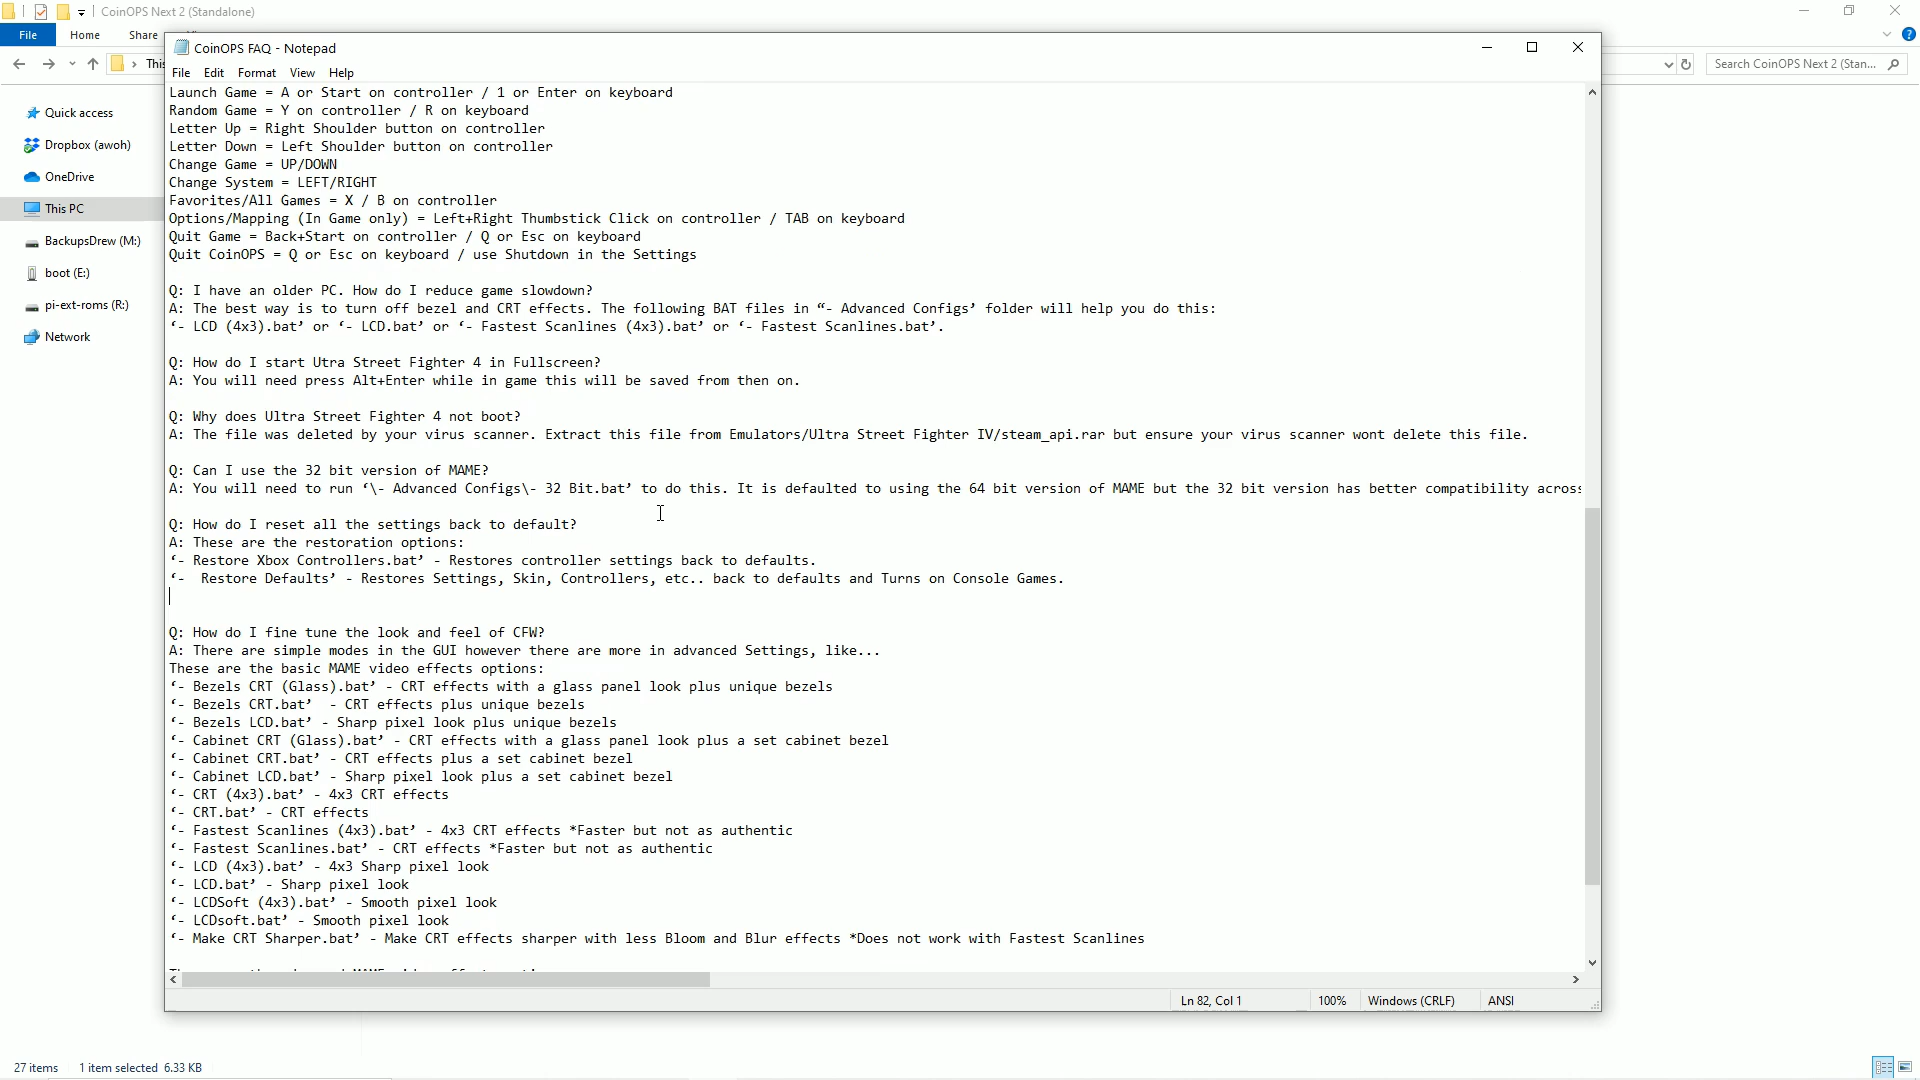 CoinOPS Next 2 (Standalone)
File Home Share
This
Search CoinOPS Next 2 (Stan...
Quick access
Dropbox (awoh)
OneDrive
This PC
BackupsDrew (M:)
boot (E:)
pi-ext-roms (R:)
Network
CoinOPS FAQ - Notepad
File Edit Format View Help
Launch Game = A or Start on controller / 1 or Enter on keyboard
Random Game = Y on controller / R on keyboard
Letter Up = Right Shoulder button on controller
Letter Down = Left Shoulder button on controller
Change Game = UP/DOWN
Change System = LEFT/RIGHT
Favorites/All Games = X / B on controller
Options/Mapping (In Game only) = Left+Right Thumbstick Click on controller / TAB on keyboard
Quit Game = Back+Start on controller / Q or Esc on keyboard
Quit CoinOPS = Q or Esc on keyboard / use Shutdown in the Settings
Q: I have an older PC. How do I reduce game slowdown?
A: The best way is to turn off bezel and CRT effects. The following BAT files in “- Advanced Configs’ folder will help you do this:
‘- LCD (4x3).bat’ or ‘- LCD.bat’ or ‘- Fastest Scanlines (4x3).bat’ or ‘- Fastest Scanlines.bat’.
Q: How do I start Utra Street Fighter 4 in Fullscreen?
A: You will need press Alt+Enter while in game this will be saved from then on.
Q: Why does Ultra Street Fighter 4 not boot?
A: The file was deleted by your virus scanner. Extract this file from Emulators/Ultra Street Fighter IV/steam_api.rar but ensure your virus scanner wont delete this file.
Q: Can I use the 32 bit version of MAME?
A: You will need to run ‘\- Advanced Configs\- 32 Bit.bat’ to do this. It is defaulted to using the 64 bit version of MAME but the 32 bit version has better compatibility across
Q: How do I reset all the settings back to default?
A: These are the restoration options:
‘- Restore Xbox Controllers.bat’ - Restores controller settings back to defaults.
‘-  Restore Defaults’ - Restores Settings, Skin, Controllers, etc.. back to defaults and Turns on Console Games.
Q: How do I fine tune the look and feel of CFW?
A: There are simple modes in the GUI however there are more in advanced Settings, like...
These are the basic MAME video effects options:
‘- Bezels CRT (Glass).bat’ - CRT effects with a glass panel look plus unique bezels
‘- Bezels CRT.bat’  - CRT effects plus unique bezels
‘- Bezels LCD.bat’ - Sharp pixel look plus unique bezels
‘- Cabinet CRT (Glass).bat’ - CRT effects with a glass panel look plus a set cabinet bezel
‘- Cabinet CRT.bat’ - CRT effects plus a set cabinet bezel
‘- Cabinet LCD.bat’ - Sharp pixel look plus a set cabinet bezel
‘- CRT (4x3).bat’ - 4x3 CRT effects
‘- CRT.bat’ - CRT effects
‘- Fastest Scanlines (4x3).bat’ - 4x3 CRT effects *Faster but not as authentic
‘- Fastest Scanlines.bat’ - CRT effects *Faster but not as authentic
‘- LCD (4x3).bat’ - 4x3 Sharp pixel look
‘- LCD.bat’ - Sharp pixel look
‘- LCDSoft (4x3).bat’ - Smooth pixel look
‘- LCDsoft.bat’ - Smooth pixel look
‘- Make CRT Sharper.bat’ - Make CRT effects sharper with less Bloom and Blur effects *Does not work with Fastest Scanlines
Ln 82, Col 1 100% Windows (CRLF) ANSI
27 items 1 item selected 6.33 KB